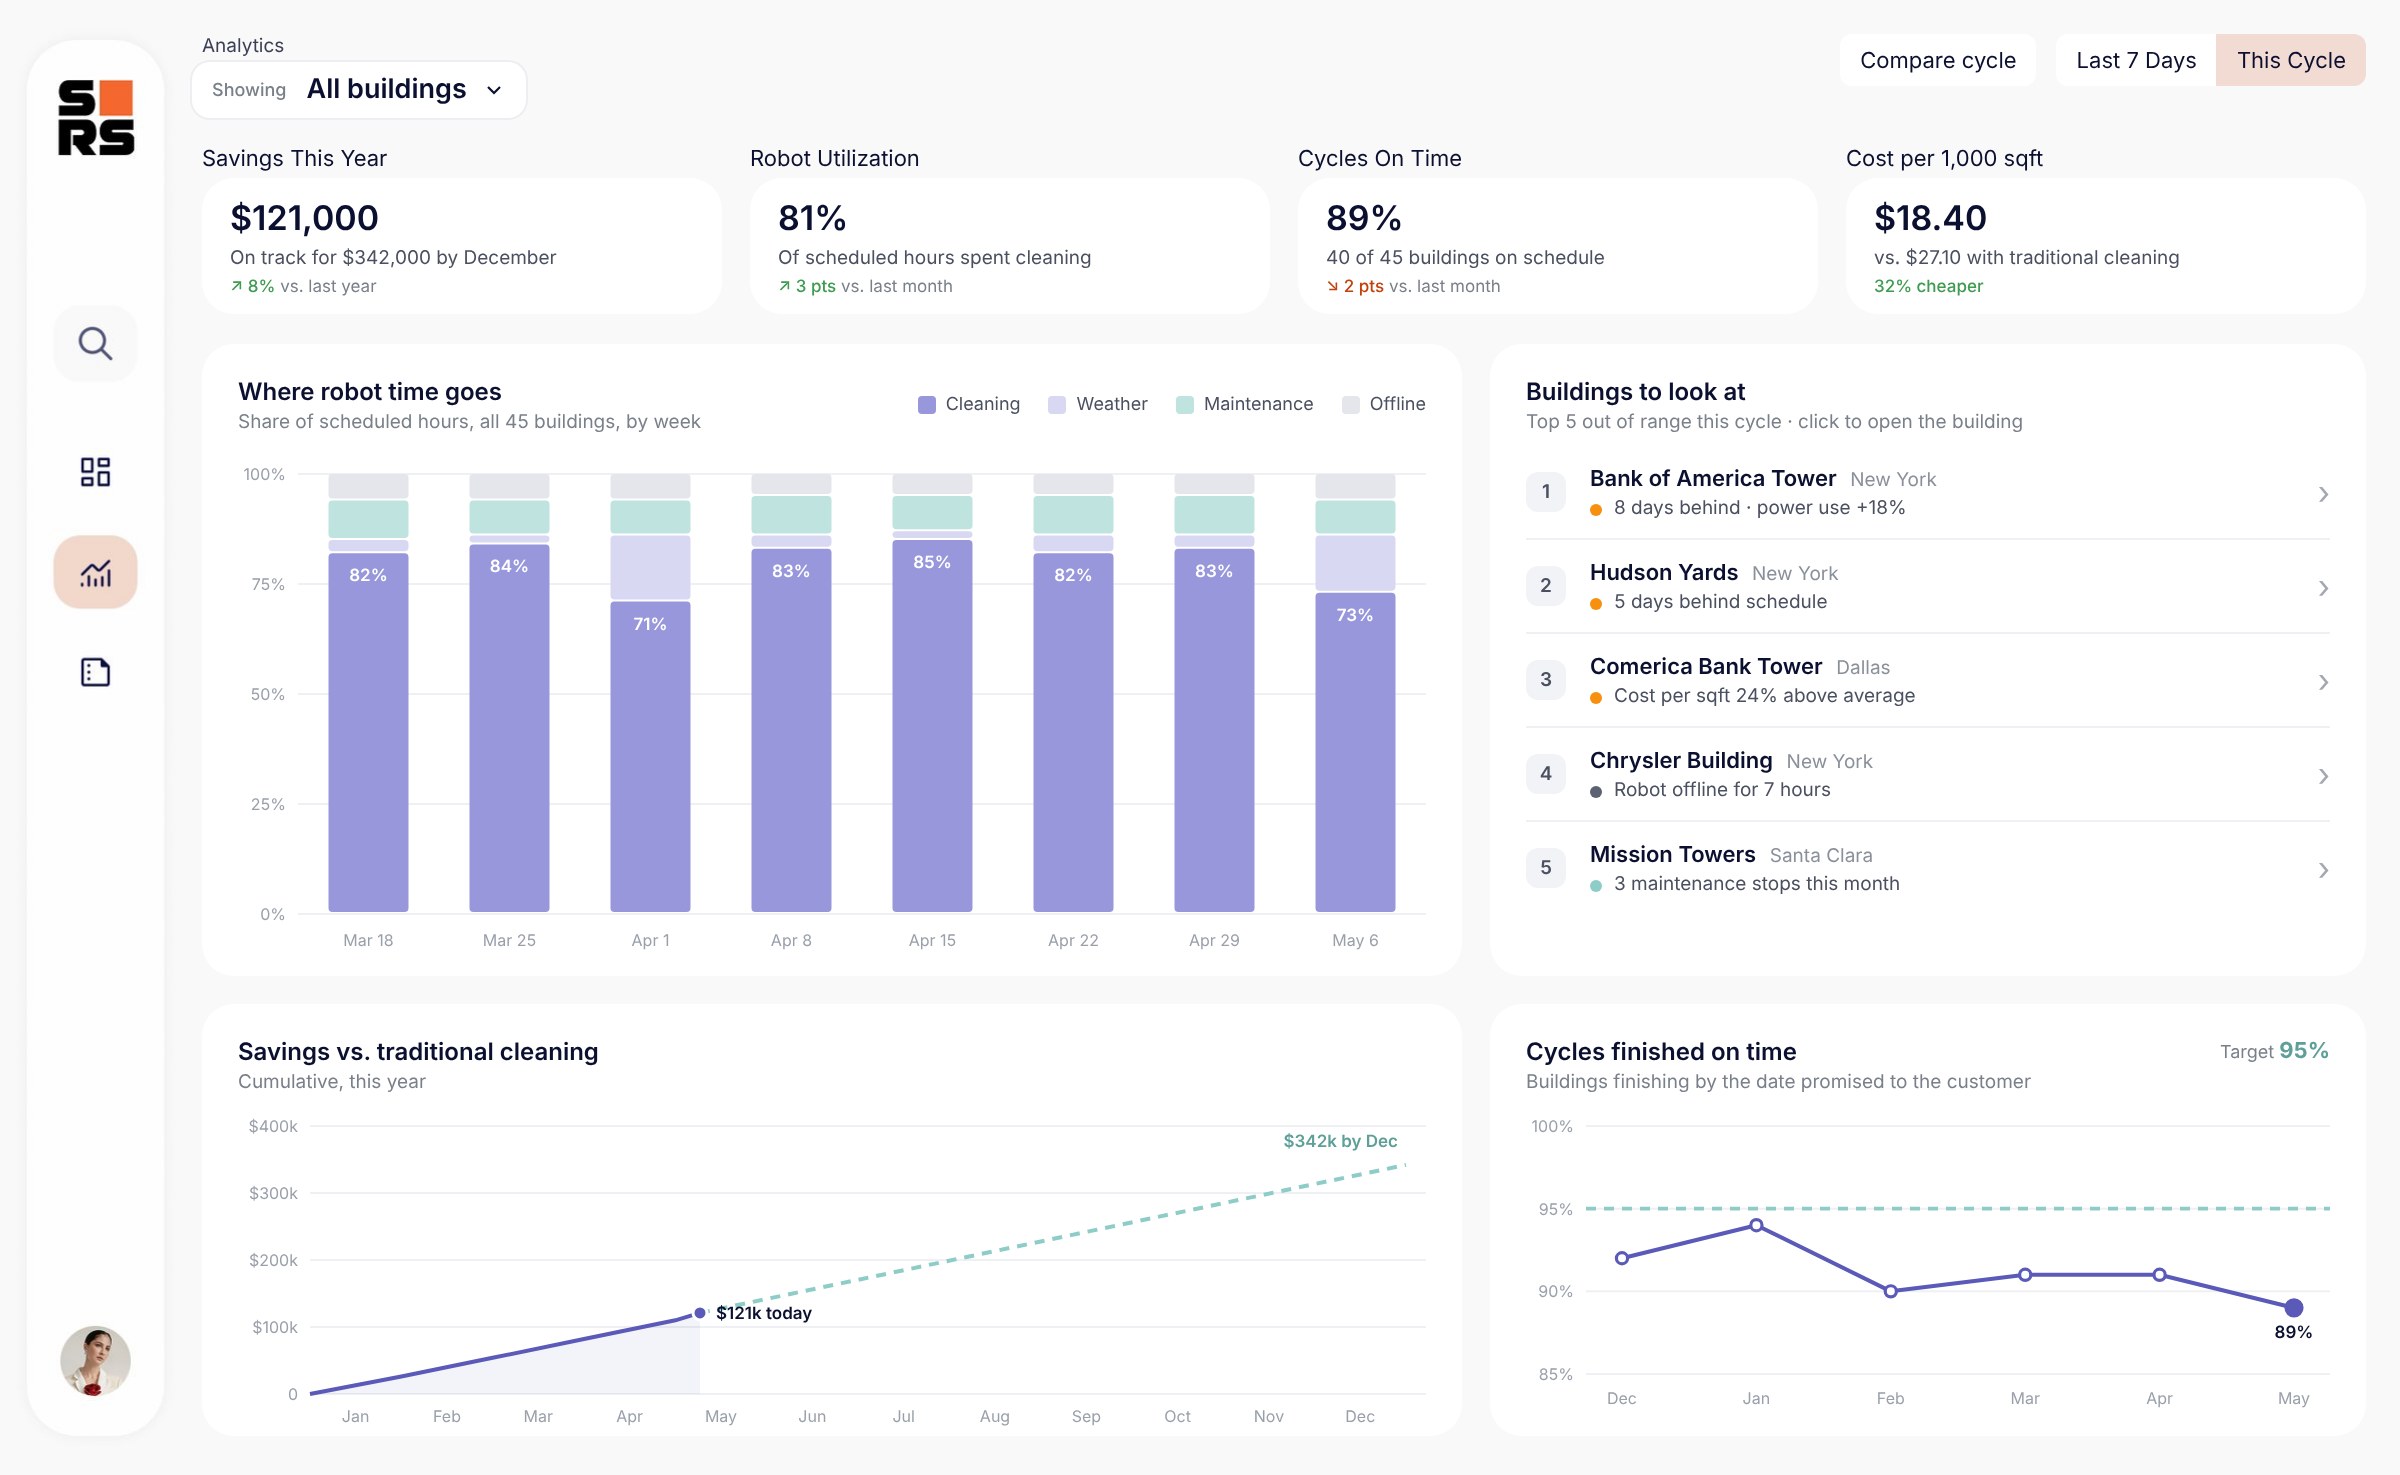 S
RS
Analytics
Showing All buildings
Compare cycle
Last 7 Days
This Cycle
Savings This Year
$121,000
On track for $342,000 by December
↗ 8% vs. last year
Robot Utilization
81%
Of scheduled hours spent cleaning
↗ 3 pts vs. last month
Cycles On Time
89%
40 of 45 buildings on schedule
↘ 2 pts vs. last month
Cost per 1,000 sqft
$18.40
vs. $27.10 with traditional cleaning
32% cheaper
Where robot time goes
Share of scheduled hours, all 45 buildings, by week
Cleaning Weather Maintenance Offline
100%
75%
50%
25%
0%
82% 84% 71% 83% 85% 82% 83% 73%
Mar 18 Mar 25 Apr 1 Apr 8 Apr 15 Apr 22 Apr 29 May 6
Buildings to look at
Top 5 out of range this cycle · click to open the building
1 Bank of America Tower New York
8 days behind · power use +18%
2 Hudson Yards New York
5 days behind schedule
3 Comerica Bank Tower Dallas
Cost per sqft 24% above average
4 Chrysler Building New York
Robot offline for 7 hours
5 Mission Towers Santa Clara
3 maintenance stops this month
Savings vs. traditional cleaning
Cumulative, this year
$400k
$300k
$200k
$100k
0
$342k by Dec
$121k today
Jan Feb Mar Apr May Jun Jul Aug Sep Oct Nov Dec
Cycles finished on time
Target 95%
Buildings finishing by the date promised to the customer
100%
95%
90%
85%
89%
Dec Jan Feb Mar Apr May